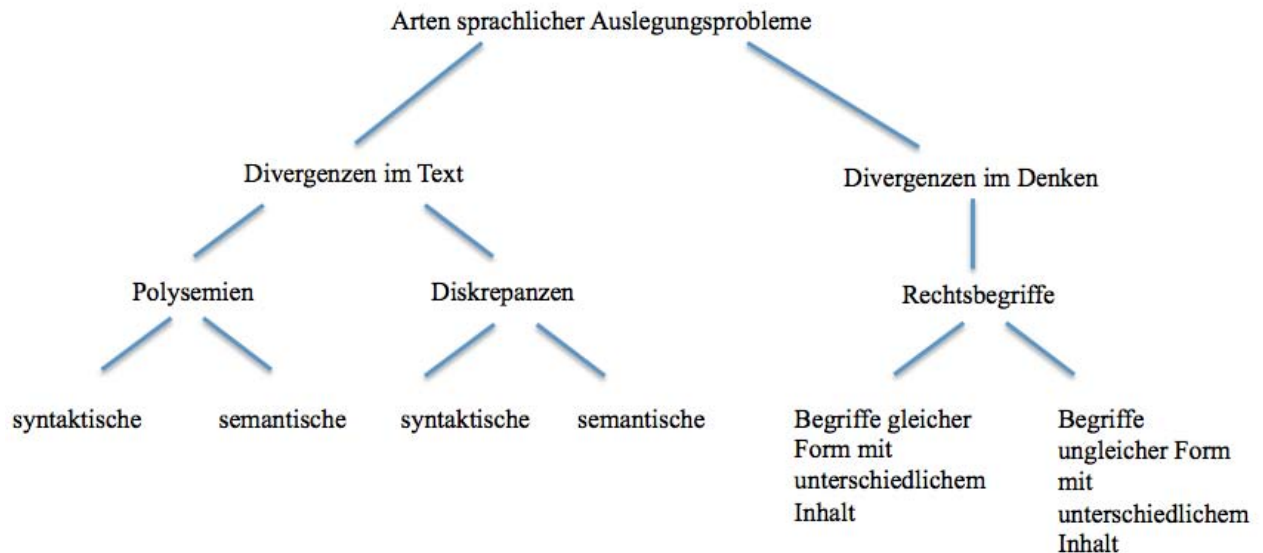 Arten sprachlicher Auslegungsprobleme
Divergenzen im Text
Divergenzen im Denken
Polysemien
Diskrepanzen
Rechtsbegriffe
syntaktische
semantische
syntaktische
semantische
Begriffe gleicher
Form mit
unterschiedlichem
Inhalt
Begriffe
ungleicher Form
mit
unterschiedlichem
Inhalt